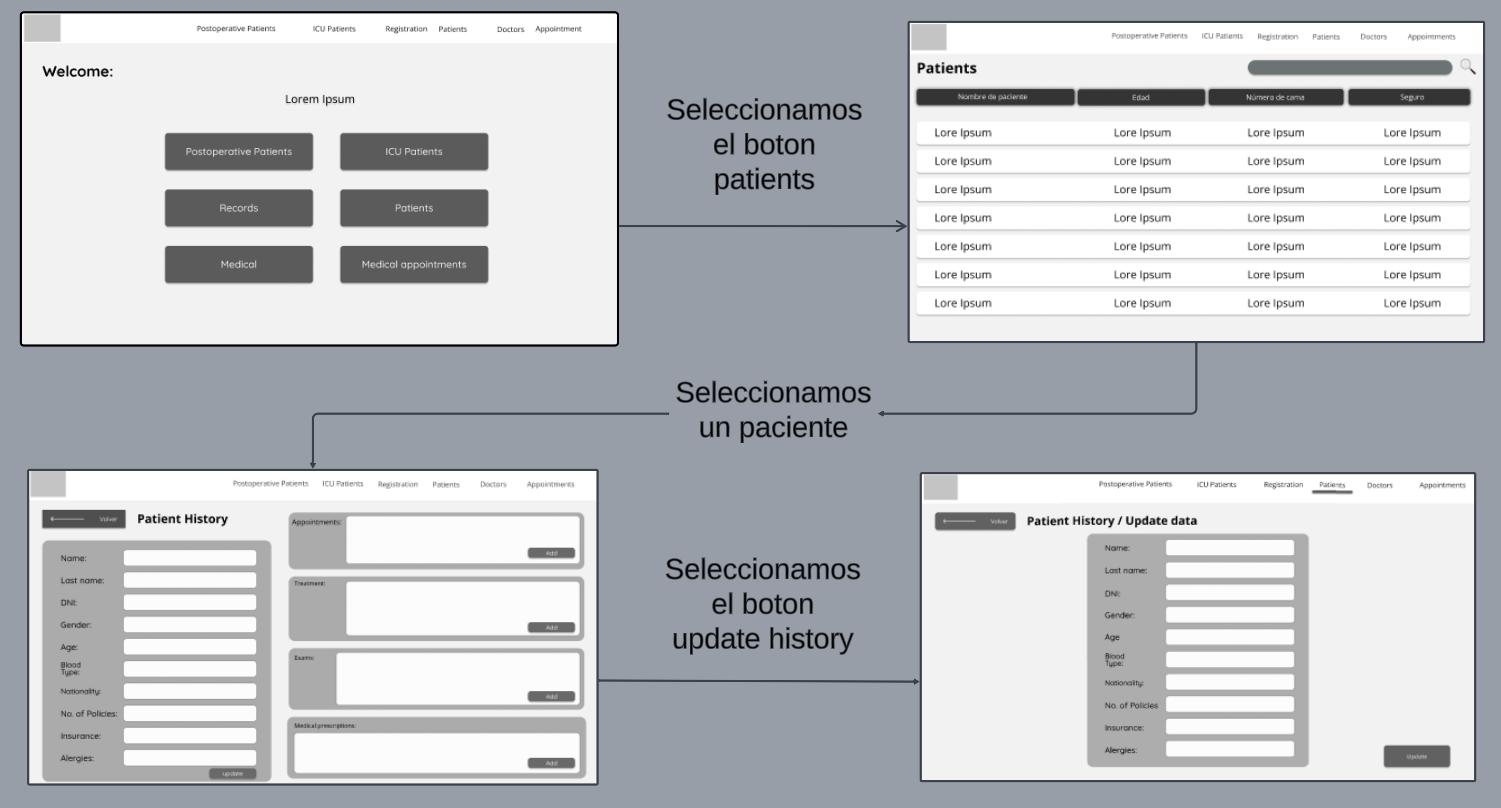 Postoperative Patients ICU Patients Registration Patients Doctors Appointment
Welcome:
Lorem Ipsum
Postoperative Patients ICU Patients
Records Patients
Medical Medical appointments
Seleccionamos
el boton
patients
Postoperative Patients ICU Patients Registration Patients Doctors Appointments
Patients
Nombre de paciente Edad Número de cama Seguro
Lore Ipsum Lore Ipsum Lore Ipsum Lore Ipsum
Lore Ipsum Lore Ipsum Lore Ipsum Lore Ipsum
Lore Ipsum Lore Ipsum Lore Ipsum Lore Ipsum
Lore Ipsum Lore Ipsum Lore Ipsum Lore Ipsum
Lore Ipsum Lore Ipsum Lore Ipsum Lore Ipsum
Lore Ipsum Lore Ipsum Lore Ipsum Lore Ipsum
Lore Ipsum Lore Ipsum Lore Ipsum Lore Ipsum
Seleccionamos
un paciente
Postoperative Patients ICU Patients Registration Patients Doctors Appointments
Volver Patient History
Name:
Last name:
DNI:
Gender:
Age:
Blood
Type:
Nationality:
No. of Policies:
Insurance:
Alergies:
update
Appointments:
Add
Treatment:
Add
Exams:
Add
Medical prescriptions:
Add
Seleccionamos
el boton
update history
Postoperative Patients ICU Patients Registration Patients Doctors Appointments
Volver Patient History / Update data
Name:
Last name:
DNI:
Gender:
Age
Blood
Type:
Nationality:
No. of Policies
Insurance:
Alergies:
Update